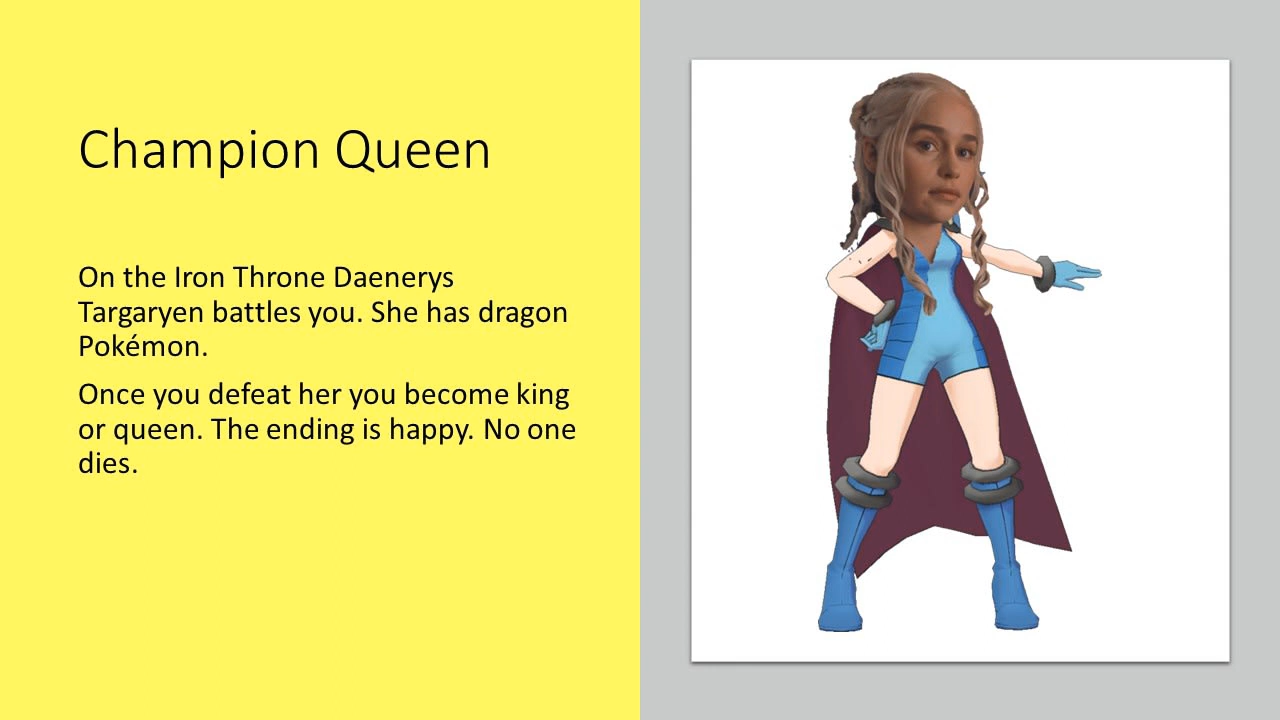 Champion Queen
On the Iron Throne Daenerys
Targaryen battles you. She has dragon
Pokémon.
Once you defeat her you become king
or queen. The ending is happy. No one
dies.